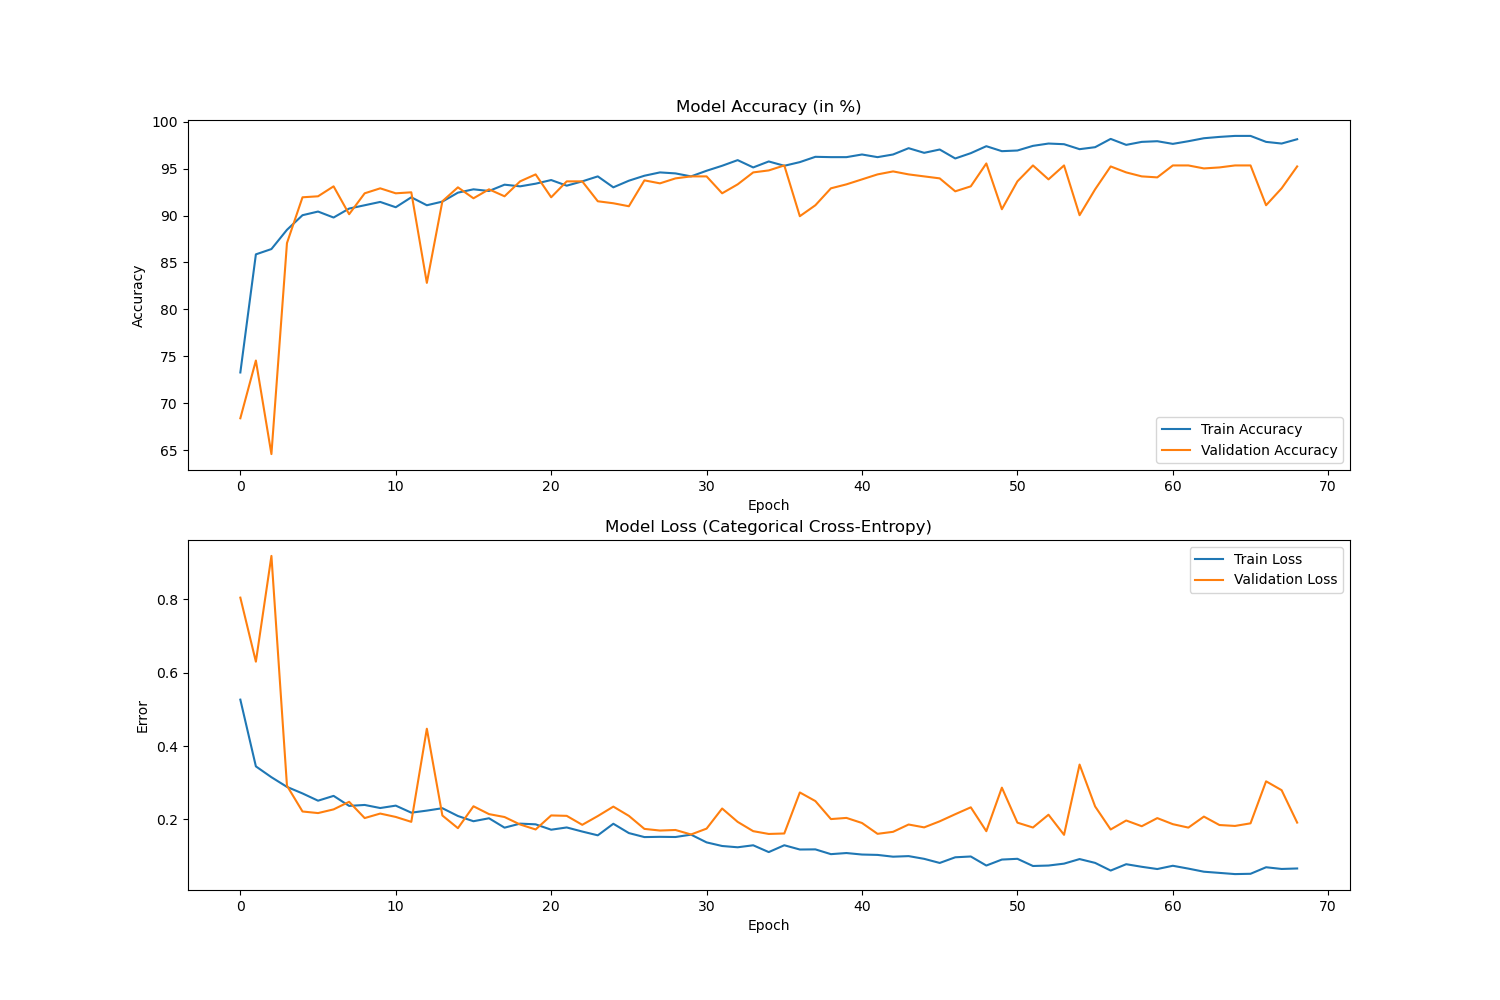 Model Accuracy (in %)
100
95
90
85
80
75
70
65
Accuracy
Train Accuracy
Validation Accuracy
0 10 20 30 40 50 60 70
Epoch
Model Loss (Categorical Cross-Entropy)
Train Loss
Validation Loss
0.8
0.6
0.4
0.2
Error
0 10 20 30 40 50 60 70
Epoch